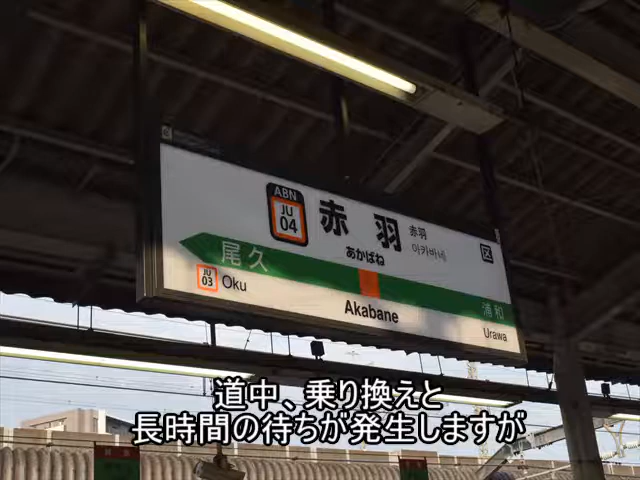 ABN
JU
04
赤羽
赤羽
아카바네
区
あかばね
尾久
浦和
JU
03
Oku
Akabane
Urawa
道中、乗り換えと
長時間の待ちが発生しますが